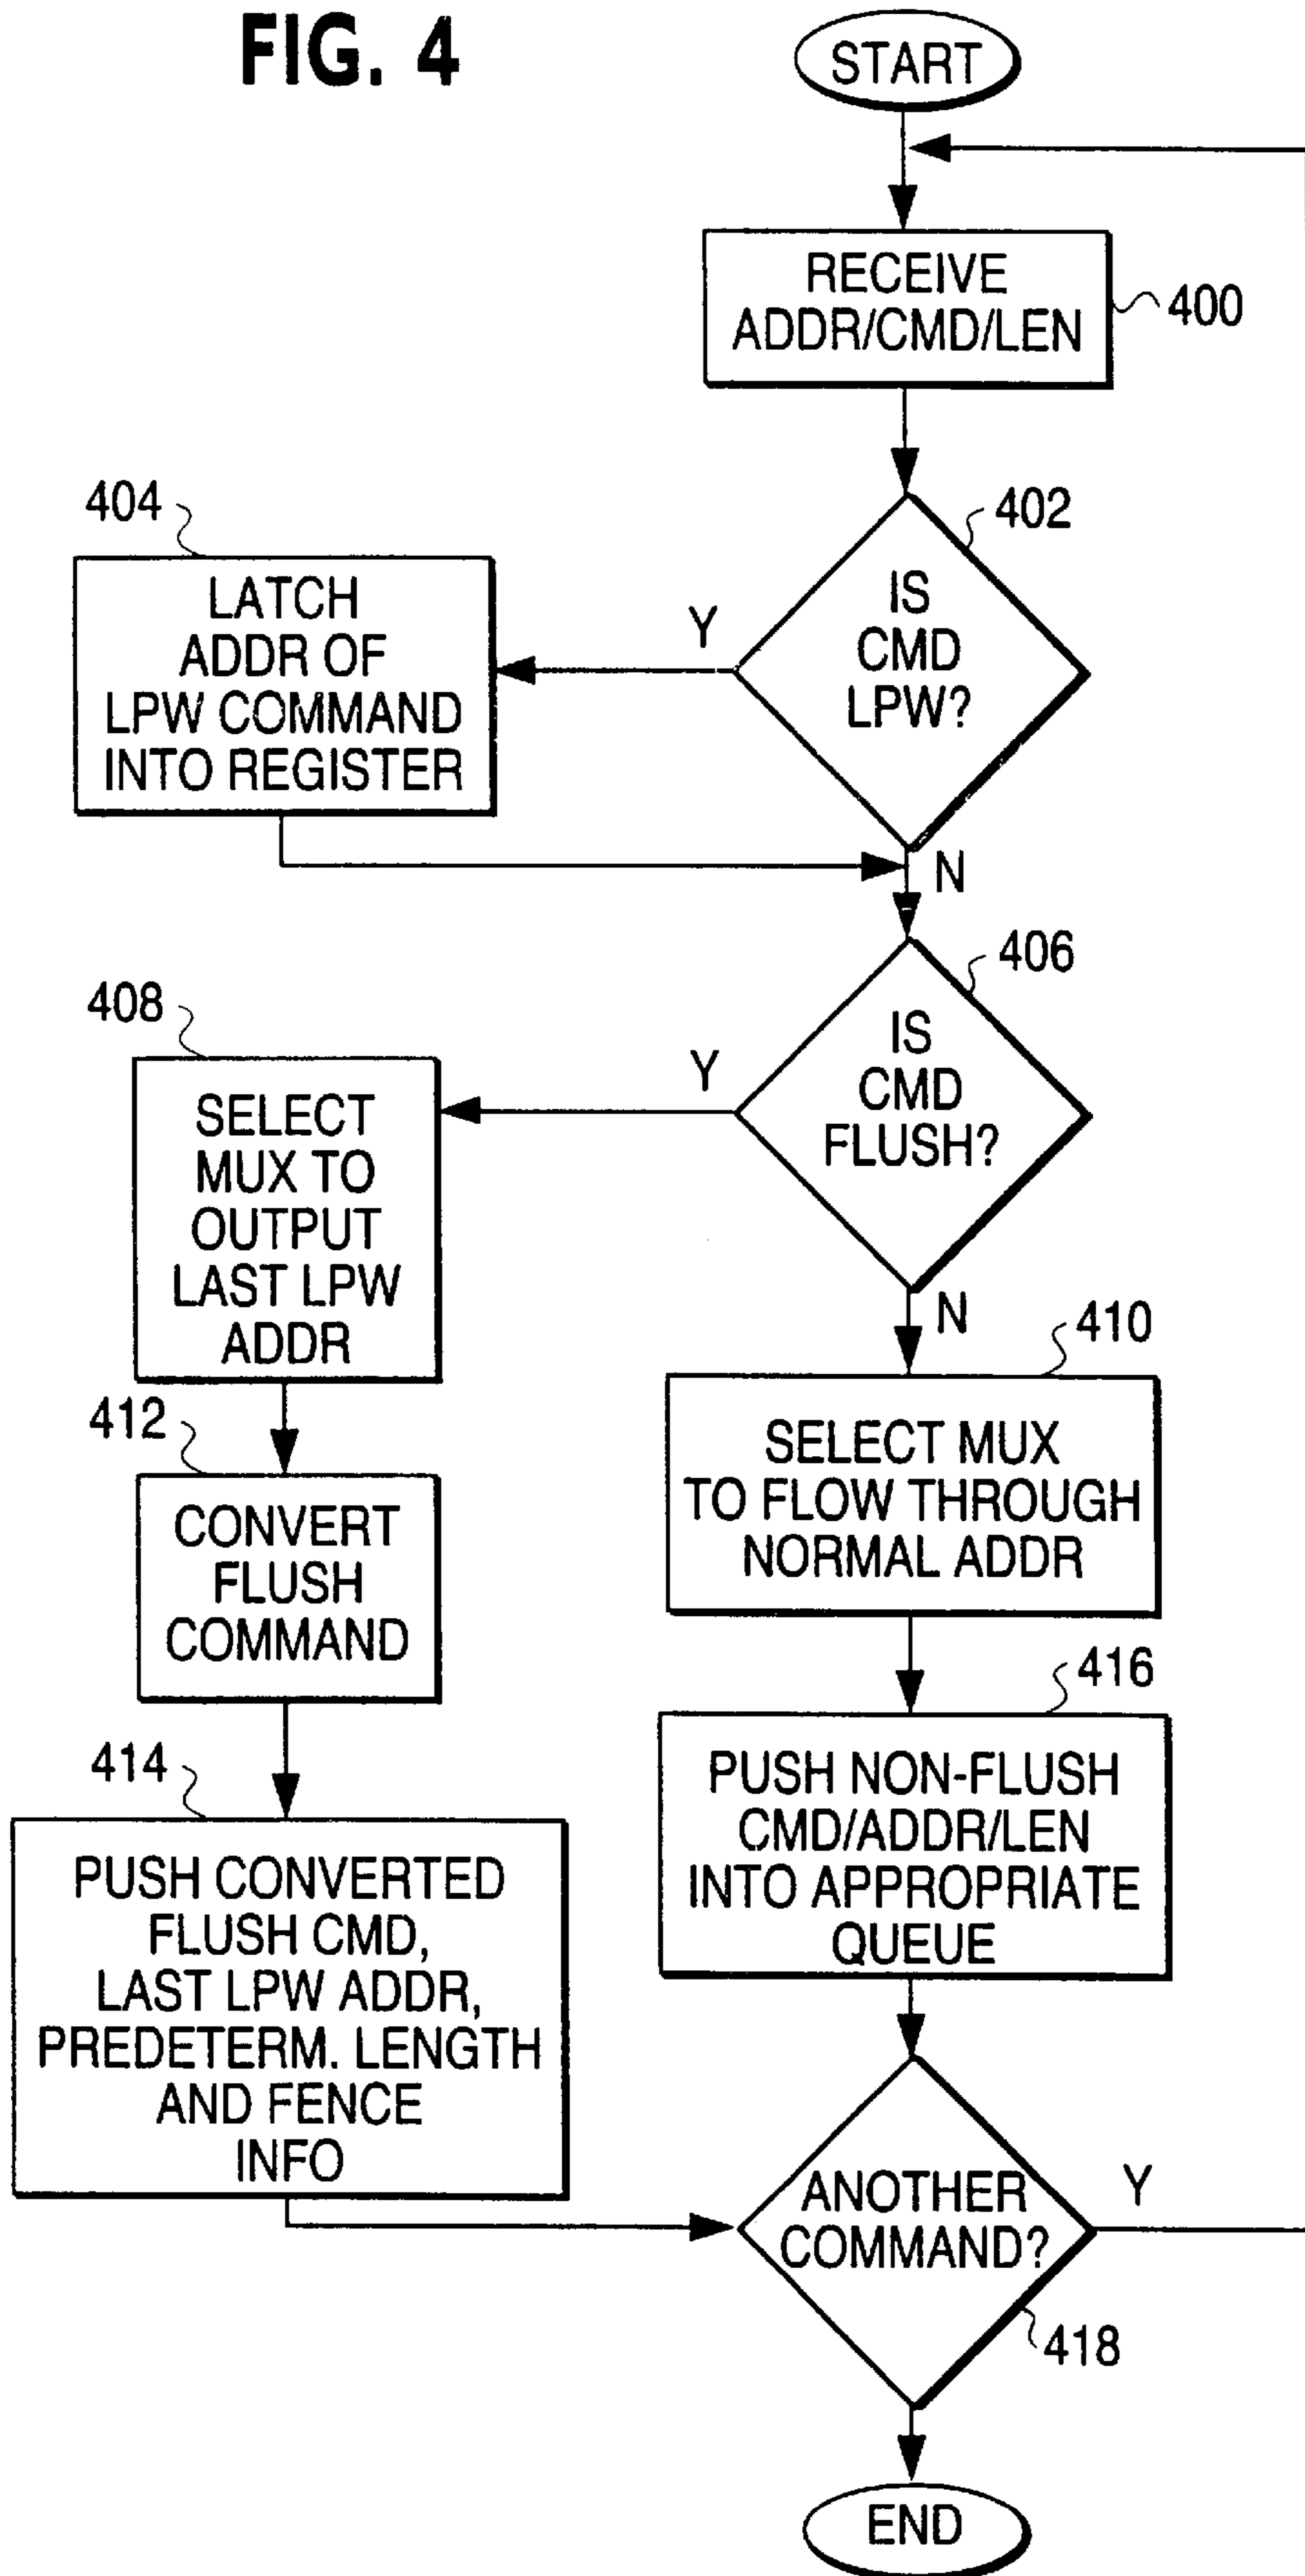 FIG. 4
START
RECEIVE
ADDR/CMD/LEN
400
402
IS
CMD
LPW?
Y
N
404
LATCH
ADDR OF
LPW COMMAND
INTO REGISTER
406
IS
CMD
FLUSH?
Y
N
408
SELECT
MUX TO
OUTPUT
LAST LPW
ADDR
410
SELECT MUX
TO FLOW THROUGH
NORMAL ADDR
412
CONVERT
FLUSH
COMMAND
416
PUSH NON-FLUSH
CMD/ADDR/LEN
INTO APPROPRIATE
QUEUE
414
PUSH CONVERTED
FLUSH CMD,
LAST LPW ADDR,
PREDETERM. LENGTH
AND FENCE
INFO
ANOTHER
COMMAND?
Y
418
END